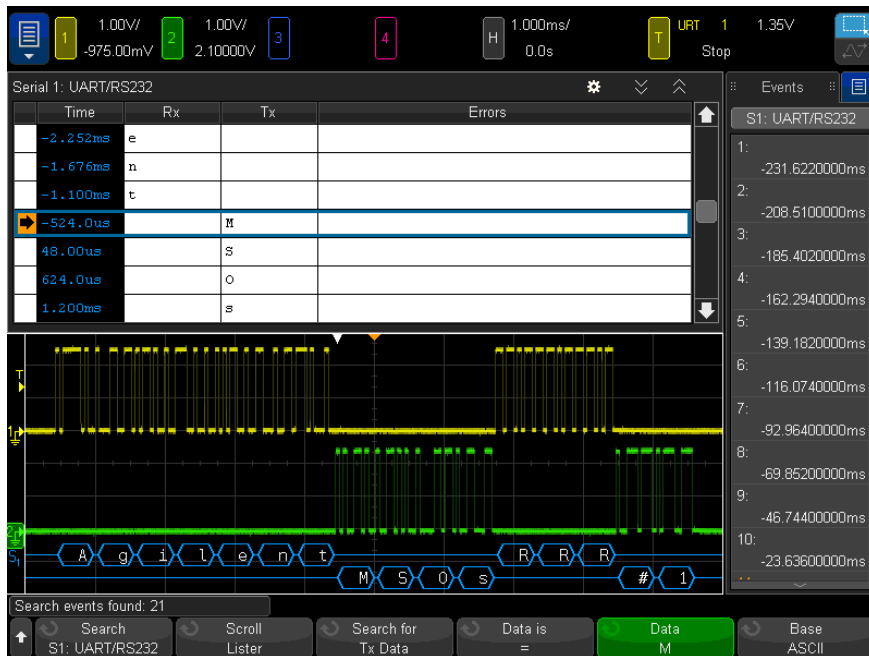 1 1.00V/ 2 1.00V/ 3 4 H 1.000ms/ T URT 1 1.35V
-975.00mV 2.10000V 0.0s Stop
Serial 1: UART/RS232
Time Rx Tx Errors
-2.252ms e
-1.676ms n
-1.100ms t
-524.0us M
48.00us S
624.0us O
1.200ms s
Events
S1: UART/RS232
1:
-231.6220000ms
2:
-208.5100000ms
3:
-185.4020000ms
4:
-162.2940000ms
5:
-139.1820000ms
6:
-116.0740000ms
7:
-92.96400000ms
8:
-69.85200000ms
9:
-46.74400000ms
10:
-23.63600000ms
T
1
2
S1 A g i l e n t R R R
M S O s # 1
Search events found: 21
Search Scroll Search for Data is Data Base
S1: UART/RS232 Lister Tx Data = M ASCII